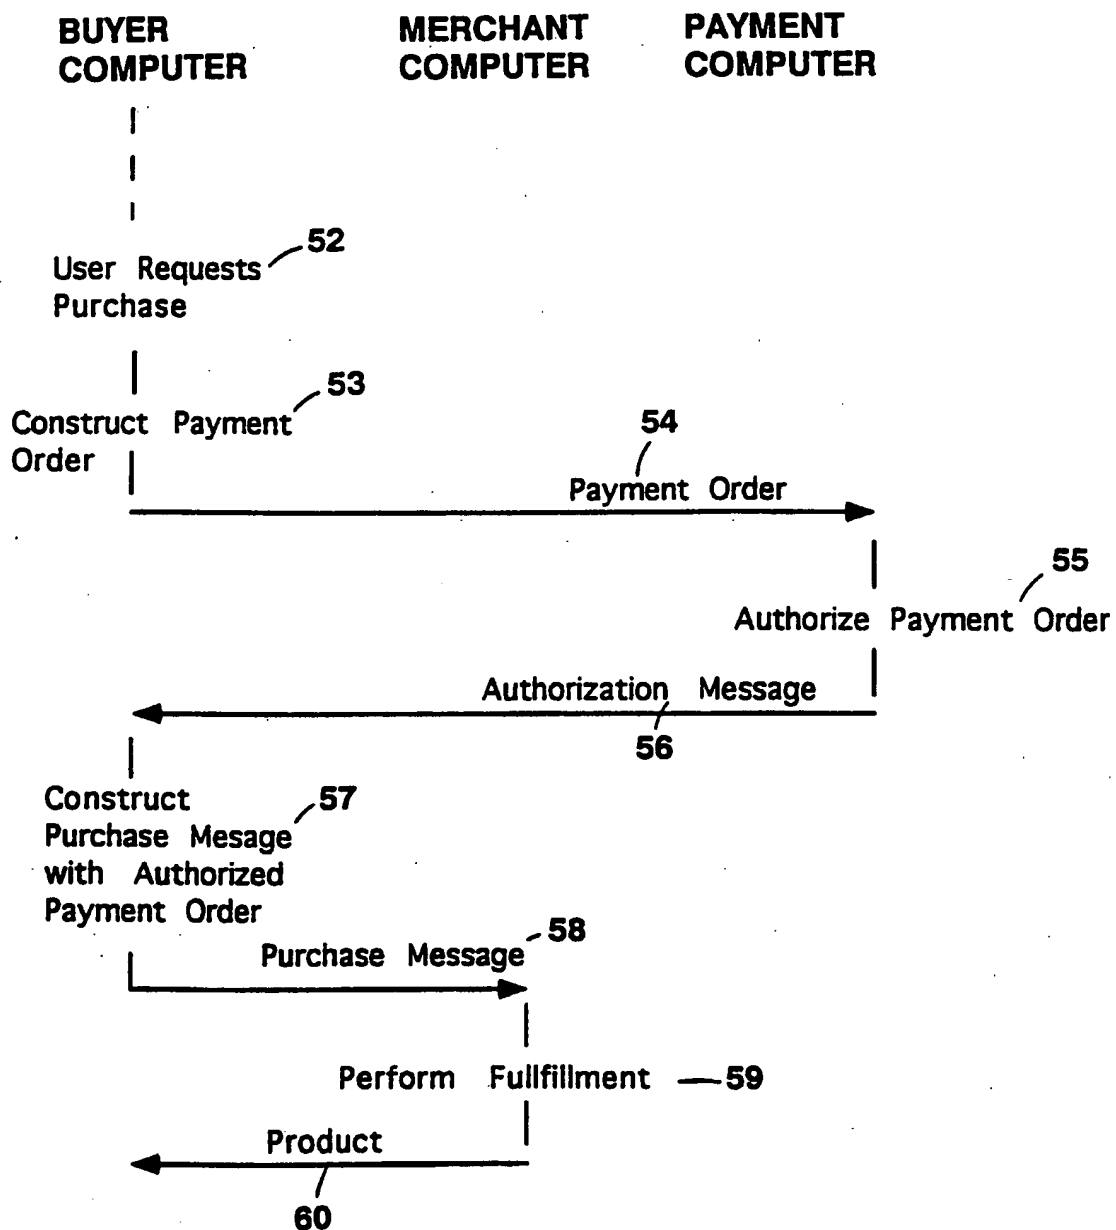 BUYER COMPUTER
MERCHANT COMPUTER
PAYMENT COMPUTER
52
User Requests
Purchase
53
Construct Payment
Order
54
Payment Order
55
Authorize Payment Order
Authorization Message
56
Construct
57
Purchase Mesage
with Authorized
Payment Order
58
Purchase Message
Perform Fullfillment
59
Product
60